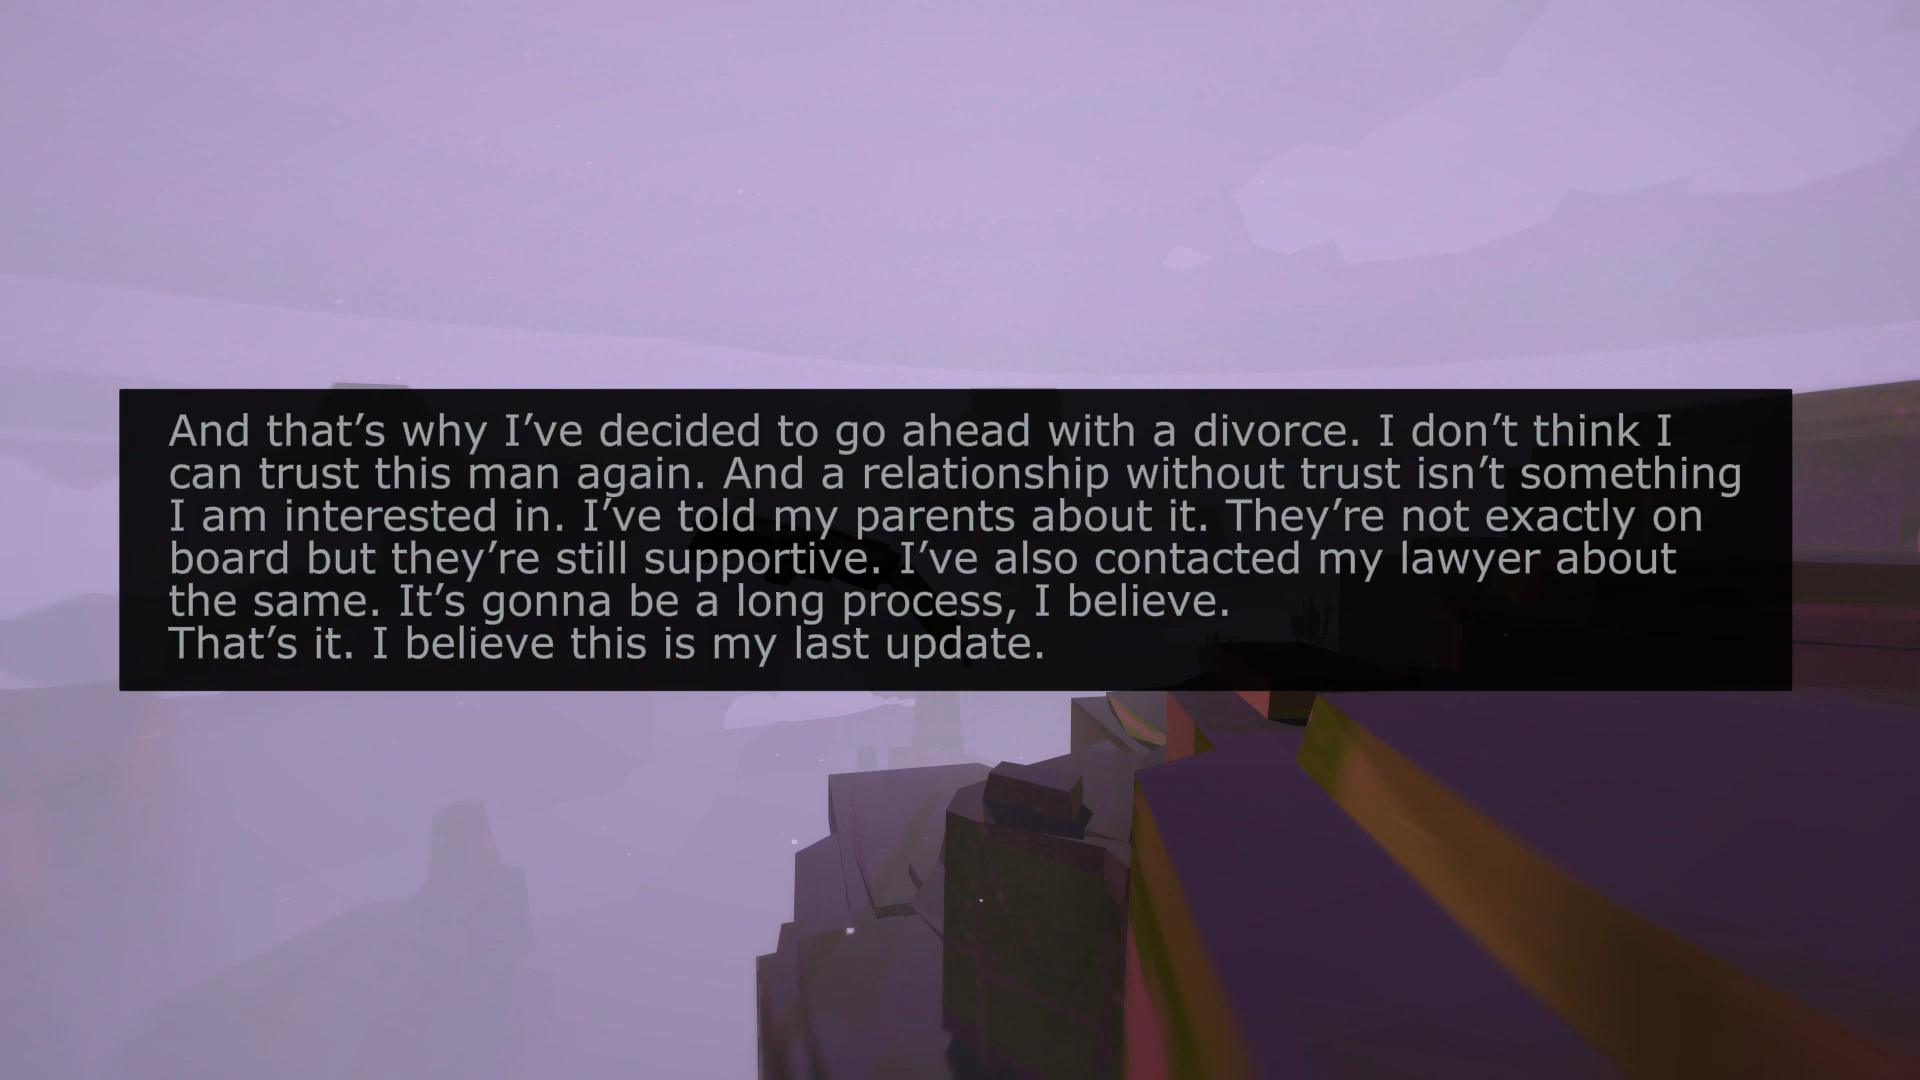 And that’s why I’ve decided to go ahead with a divorce. I don’t think I
can trust this man again. And a relationship without trust isn’t something
I am interested in. I’ve told my parents about it. They’re not exactly on
board but they’re still supportive. I’ve also contacted my lawyer about
the same. It’s gonna be a long process, I believe.
That’s it. I believe this is my last update.